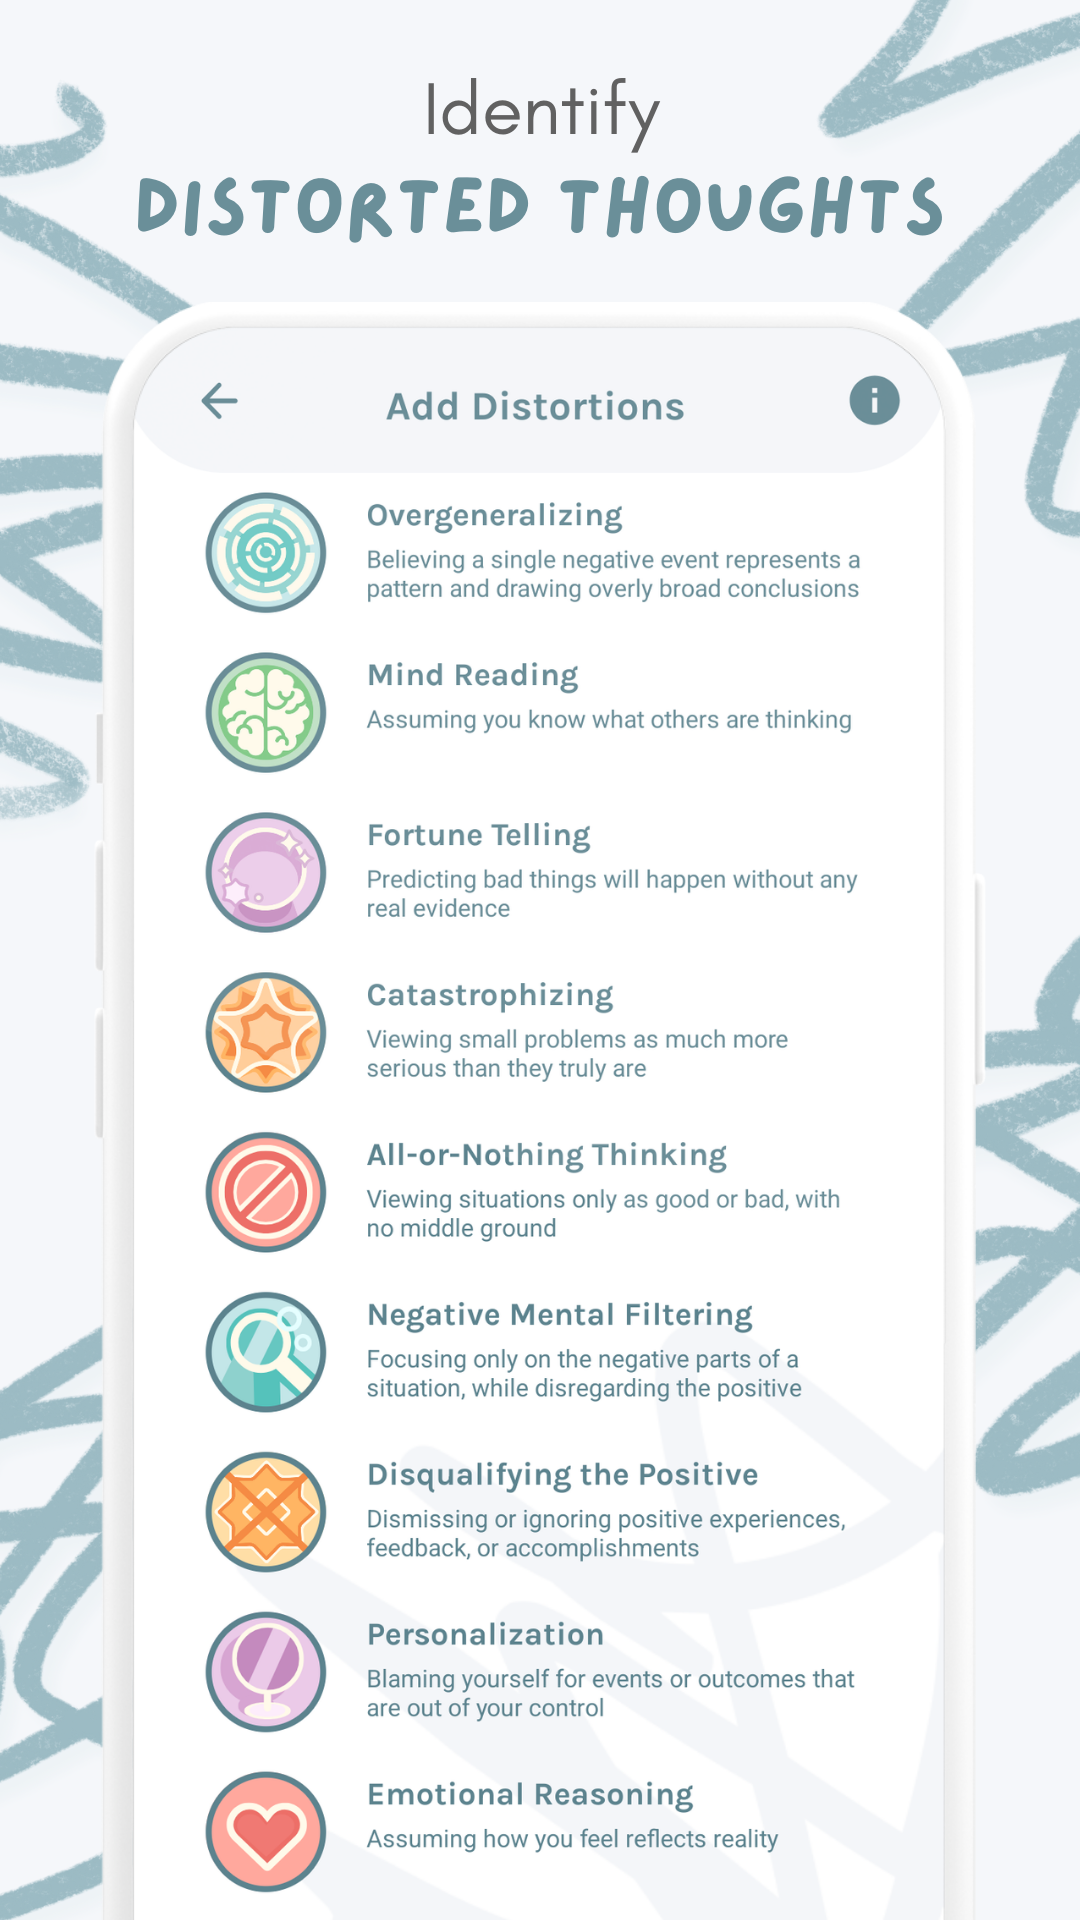 Identify
DISTORTED THOUGHTS
Add Distortions
Overgeneralizing
Believing a single negative event represents a
pattern and drawing overly broad conclusions
Mind Reading
Assuming you know what others are thinking
Fortune Telling
Predicting bad things will happen without any
real evidence
Catastrophizing
Viewing small problems as much more
serious than they truly are
All-or-Nothing Thinking
Viewing situations only as good or bad, with
no middle ground
Negative Mental Filtering
Focusing only on the negative parts of a
situation, while disregarding the positive
Disqualifying the Positive
Dismissing or ignoring positive experiences,
feedback, or accomplishments
Personalization
Blaming yourself for events or outcomes that
are out of your control
Emotional Reasoning
Assuming how you feel reflects reality